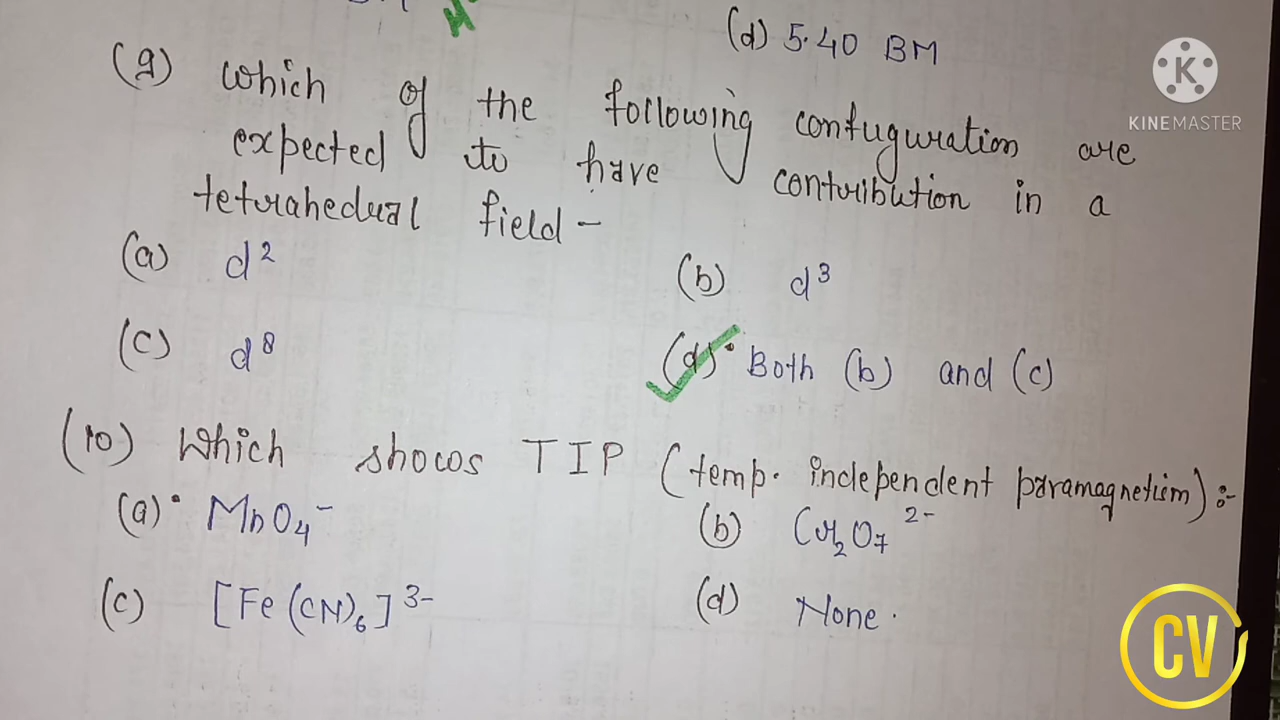 (d) 5.40 BM
KINEMASTER
(9) which of the following confuguration are
expected to have contribution in a
tetrahedral field -
(a) d² (b) d³
(c) d⁸ (d) Both (b) and (c)
(10) Which shows TIP (temp. independent paramagnetism):-
(a) MnO₄⁻ (b) Cr₂O₇²⁻
(c) [Fe(CN)₆]³⁻ (d) None.
CV